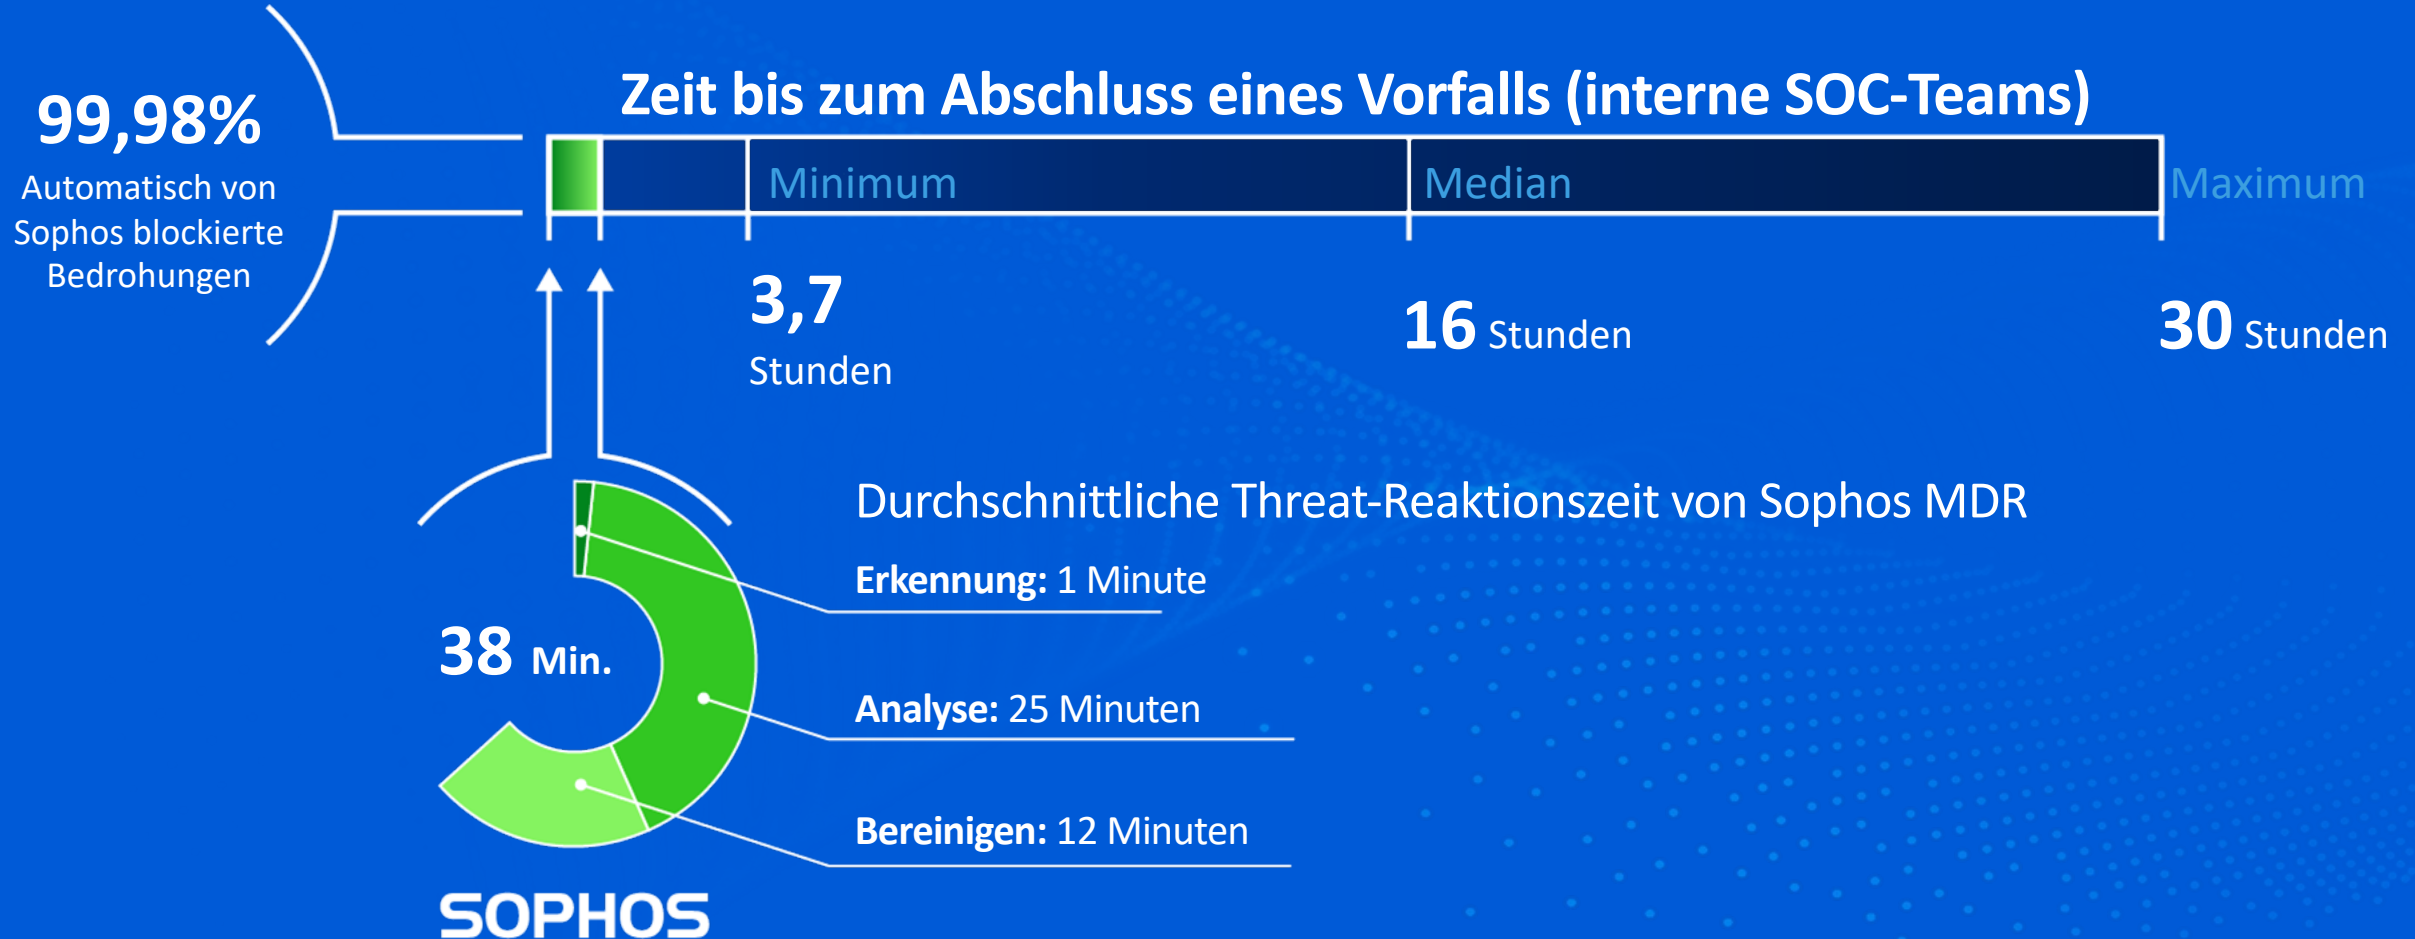 99,98%
Automatisch von
Sophos blockierte
Bedrohungen
Zeit bis zum Abschluss eines Vorfalls (interne SOC-Teams)
Minimum
Median
Maximum
3,7
Stunden
16 Stunden
30 Stunden
Durchschnittliche Threat-Reaktionszeit von Sophos MDR
Erkennung: 1 Minute
38 Min.
Analyse: 25 Minuten
Bereinigen: 12 Minuten
SOPHOS